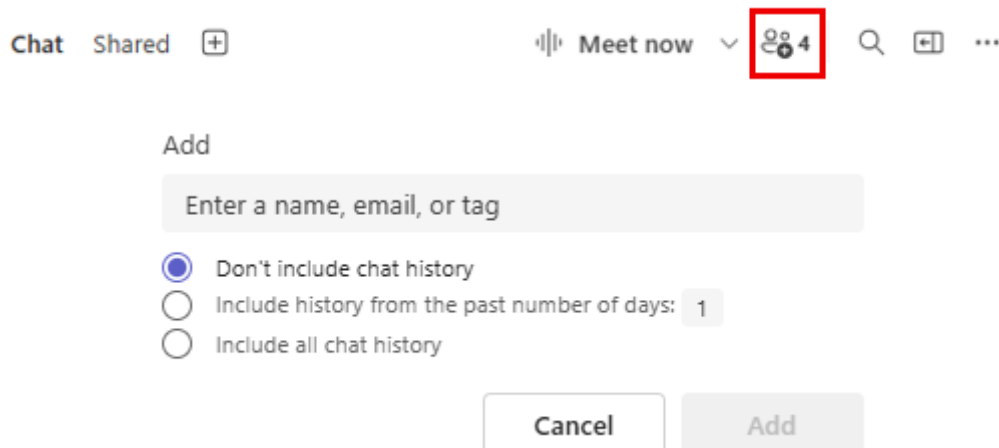 Chat Shared Meet now 4
Add
Enter a name, email, or tag
Don't include chat history
Include history from the past number of days: 1
Include all chat history
Cancel Add